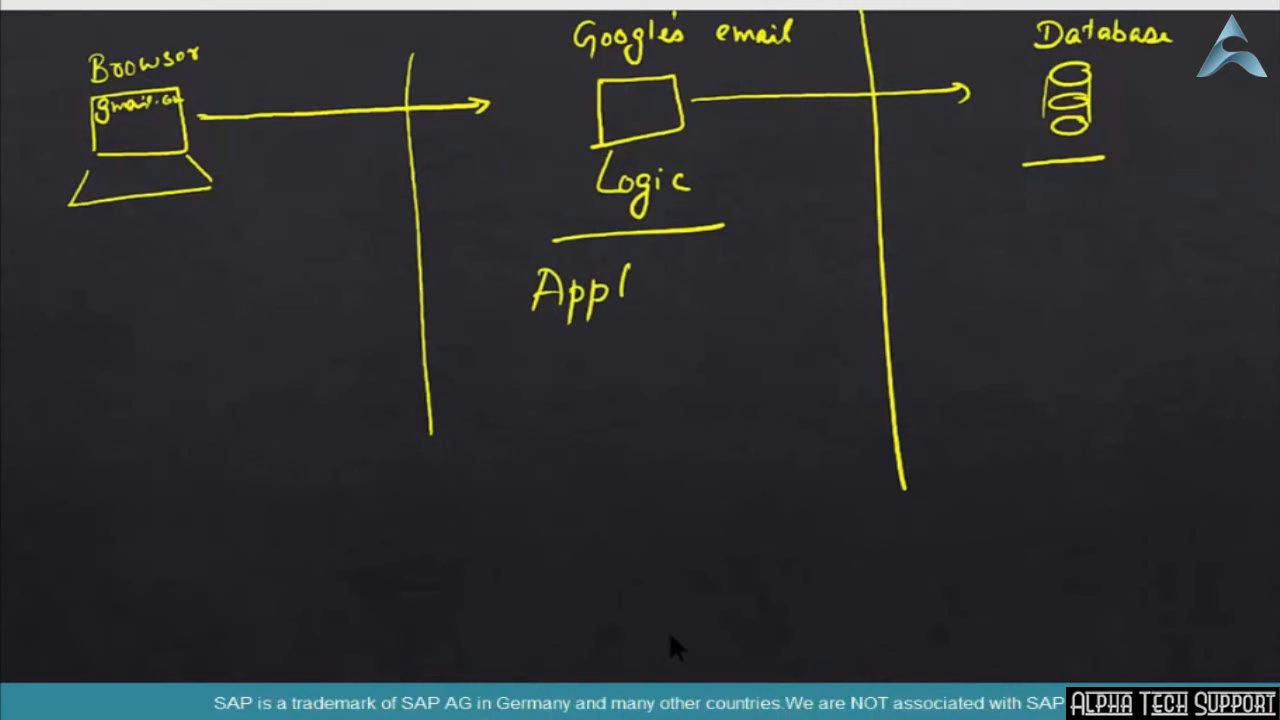 Browsor
gmail.co
Google's email
Logic
Appl
Database
SAP is a trademark of SAP AG in Germany and many other countries.We are NOT associated with SAP
ALPHA TECH SUPPORT